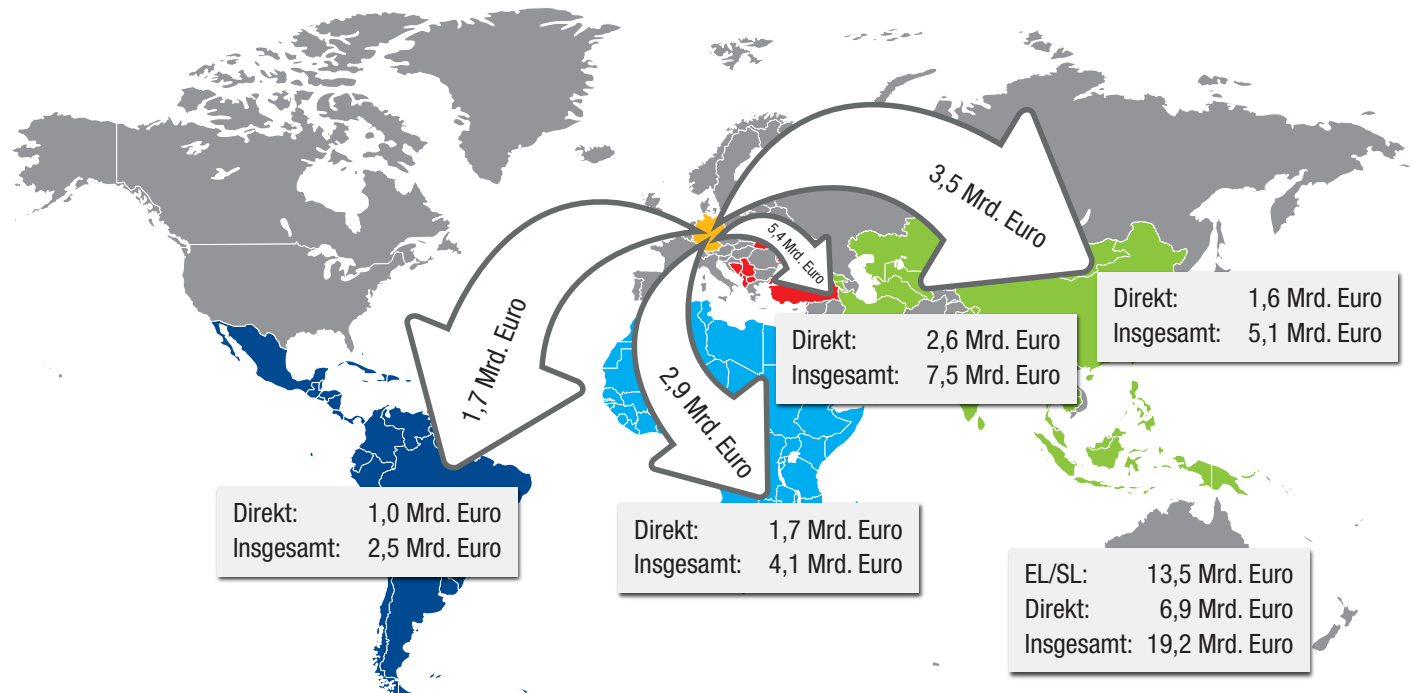 3,5 Mrd. Euro
5,4 Mrd. Euro
1,7 Mrd. Euro
2,9 Mrd. Euro
Direkt: 1,6 Mrd. Euro
Insgesamt: 5,1 Mrd. Euro
Direkt: 2,6 Mrd. Euro
Insgesamt: 7,5 Mrd. Euro
Direkt: 1,0 Mrd. Euro
Insgesamt: 2,5 Mrd. Euro
Direkt: 1,7 Mrd. Euro
Insgesamt: 4,1 Mrd. Euro
EL/SL: 13,5 Mrd. Euro
Direkt: 6,9 Mrd. Euro
Insgesamt: 19,2 Mrd. Euro